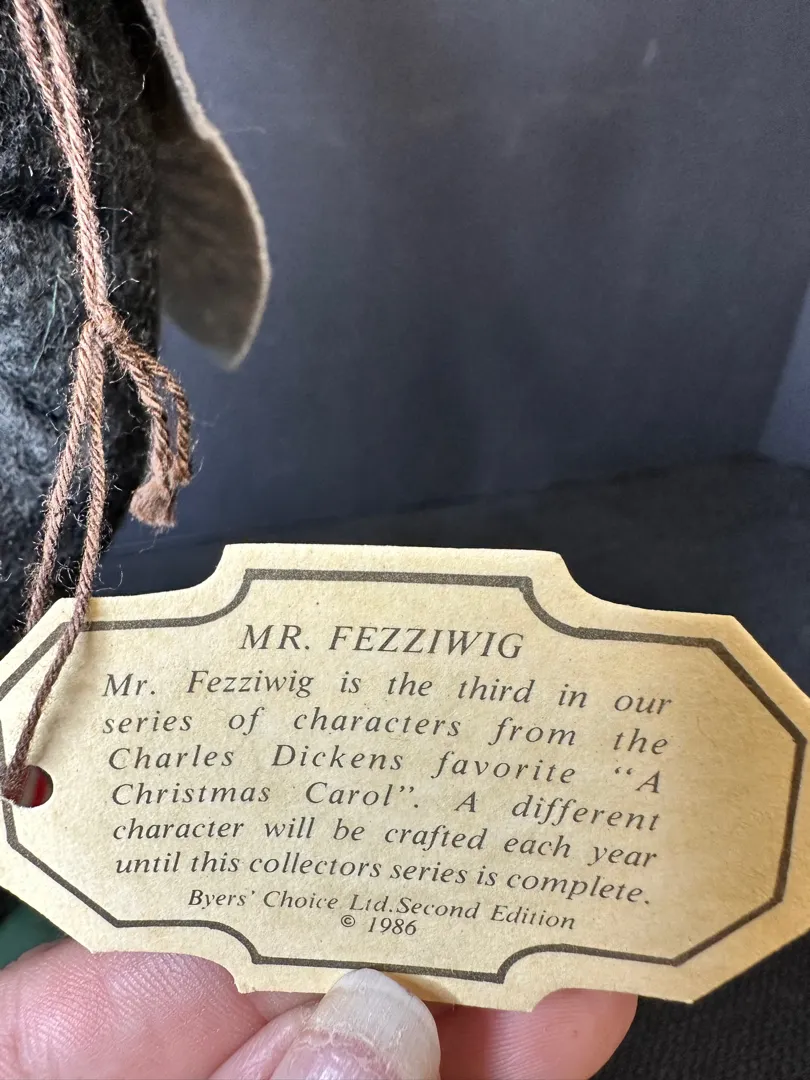 MR. FEZZIWIG
Mr. Fezziwig is the third in our
series of characters from the
Charles Dickens favorite “A
Christmas Carol”. A different
character will be crafted each year
until this collectors series is complete.
Byers’ Choice Ltd.Second Edition
© 1986